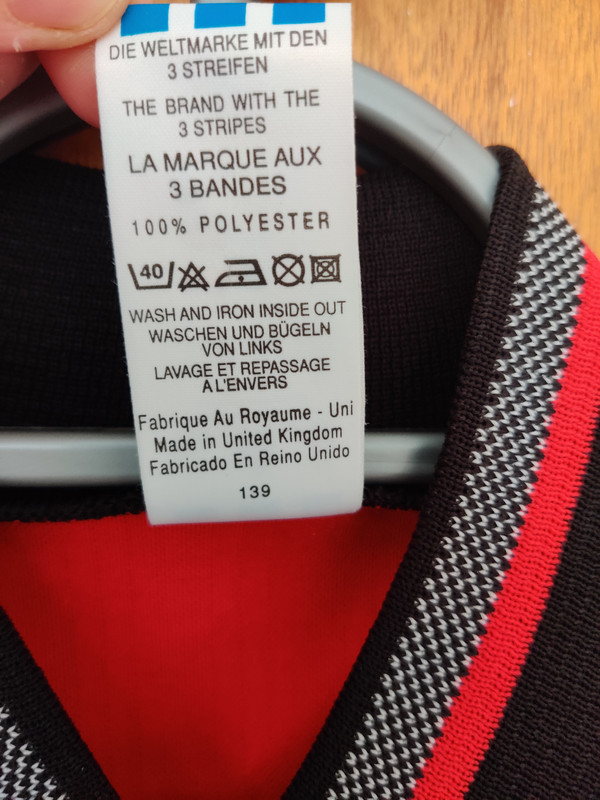 DIE WELTMARKE MIT DEN
3 STREIFEN
THE BRAND WITH THE
3 STRIPES
LA MARQUE AUX
3 BANDES
100% POLYESTER
40
WASH AND IRON INSIDE OUT
WASCHEN UND BÜGELN
VON LINKS
LAVAGE ET REPASSAGE
A L'ENVERS
Fabrique Au Royaume - Uni
Made in United Kingdom
Fabricado En Reino Unido
139